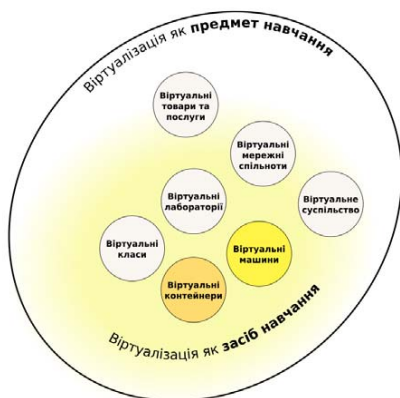 Віртуалізація як предмет навчання
Віртуальні
товари та
послуги
Віртуальні
мережні
спільноти
Віртуальні
лабораторії
Віртуальне
суспільство
Віртуальні
класи
Віртуальні
машини
Віртуальні
контейнери
Віртуалізація як засіб навчання